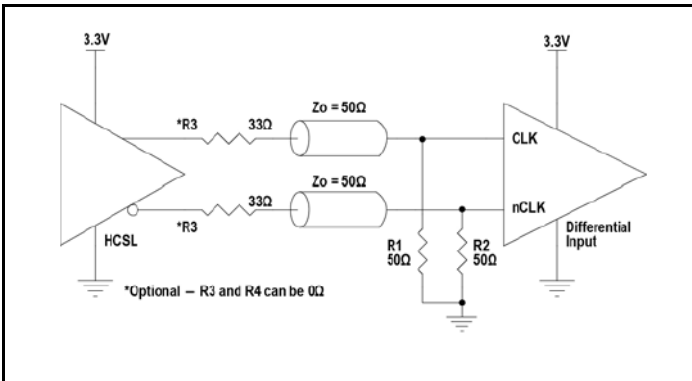 3.3V
3.3V
*R3
33Ω
Zo = 50Ω
CLK
Zo = 50Ω
*R3
33Ω
nCLK
HCSL
R1
50Ω
R2
50Ω
Differential
Input
*Optional – R3 and R4 can be 0Ω